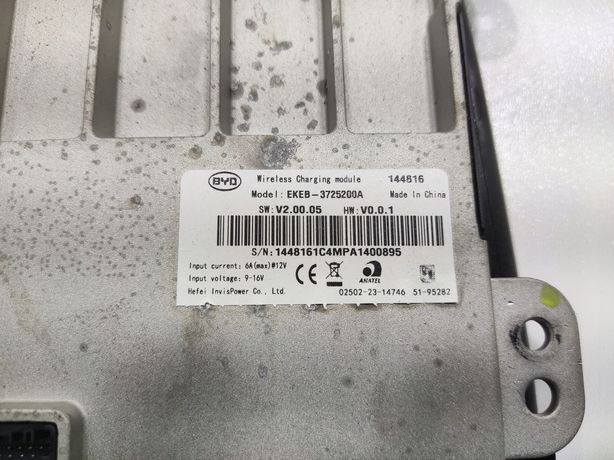 BYD Wireless Charging module 144816
Model: EKEB-3725200A Made in China
SW:V2.00.05 HW:V0.0.1
S/N:1448161C4MPA1400895
Input current: 6A(max)@12V
Input voltage: 9-16V
CE ANATEL
Hefei InvisPower Co., Ltd. 02502-23-14746 51-95282